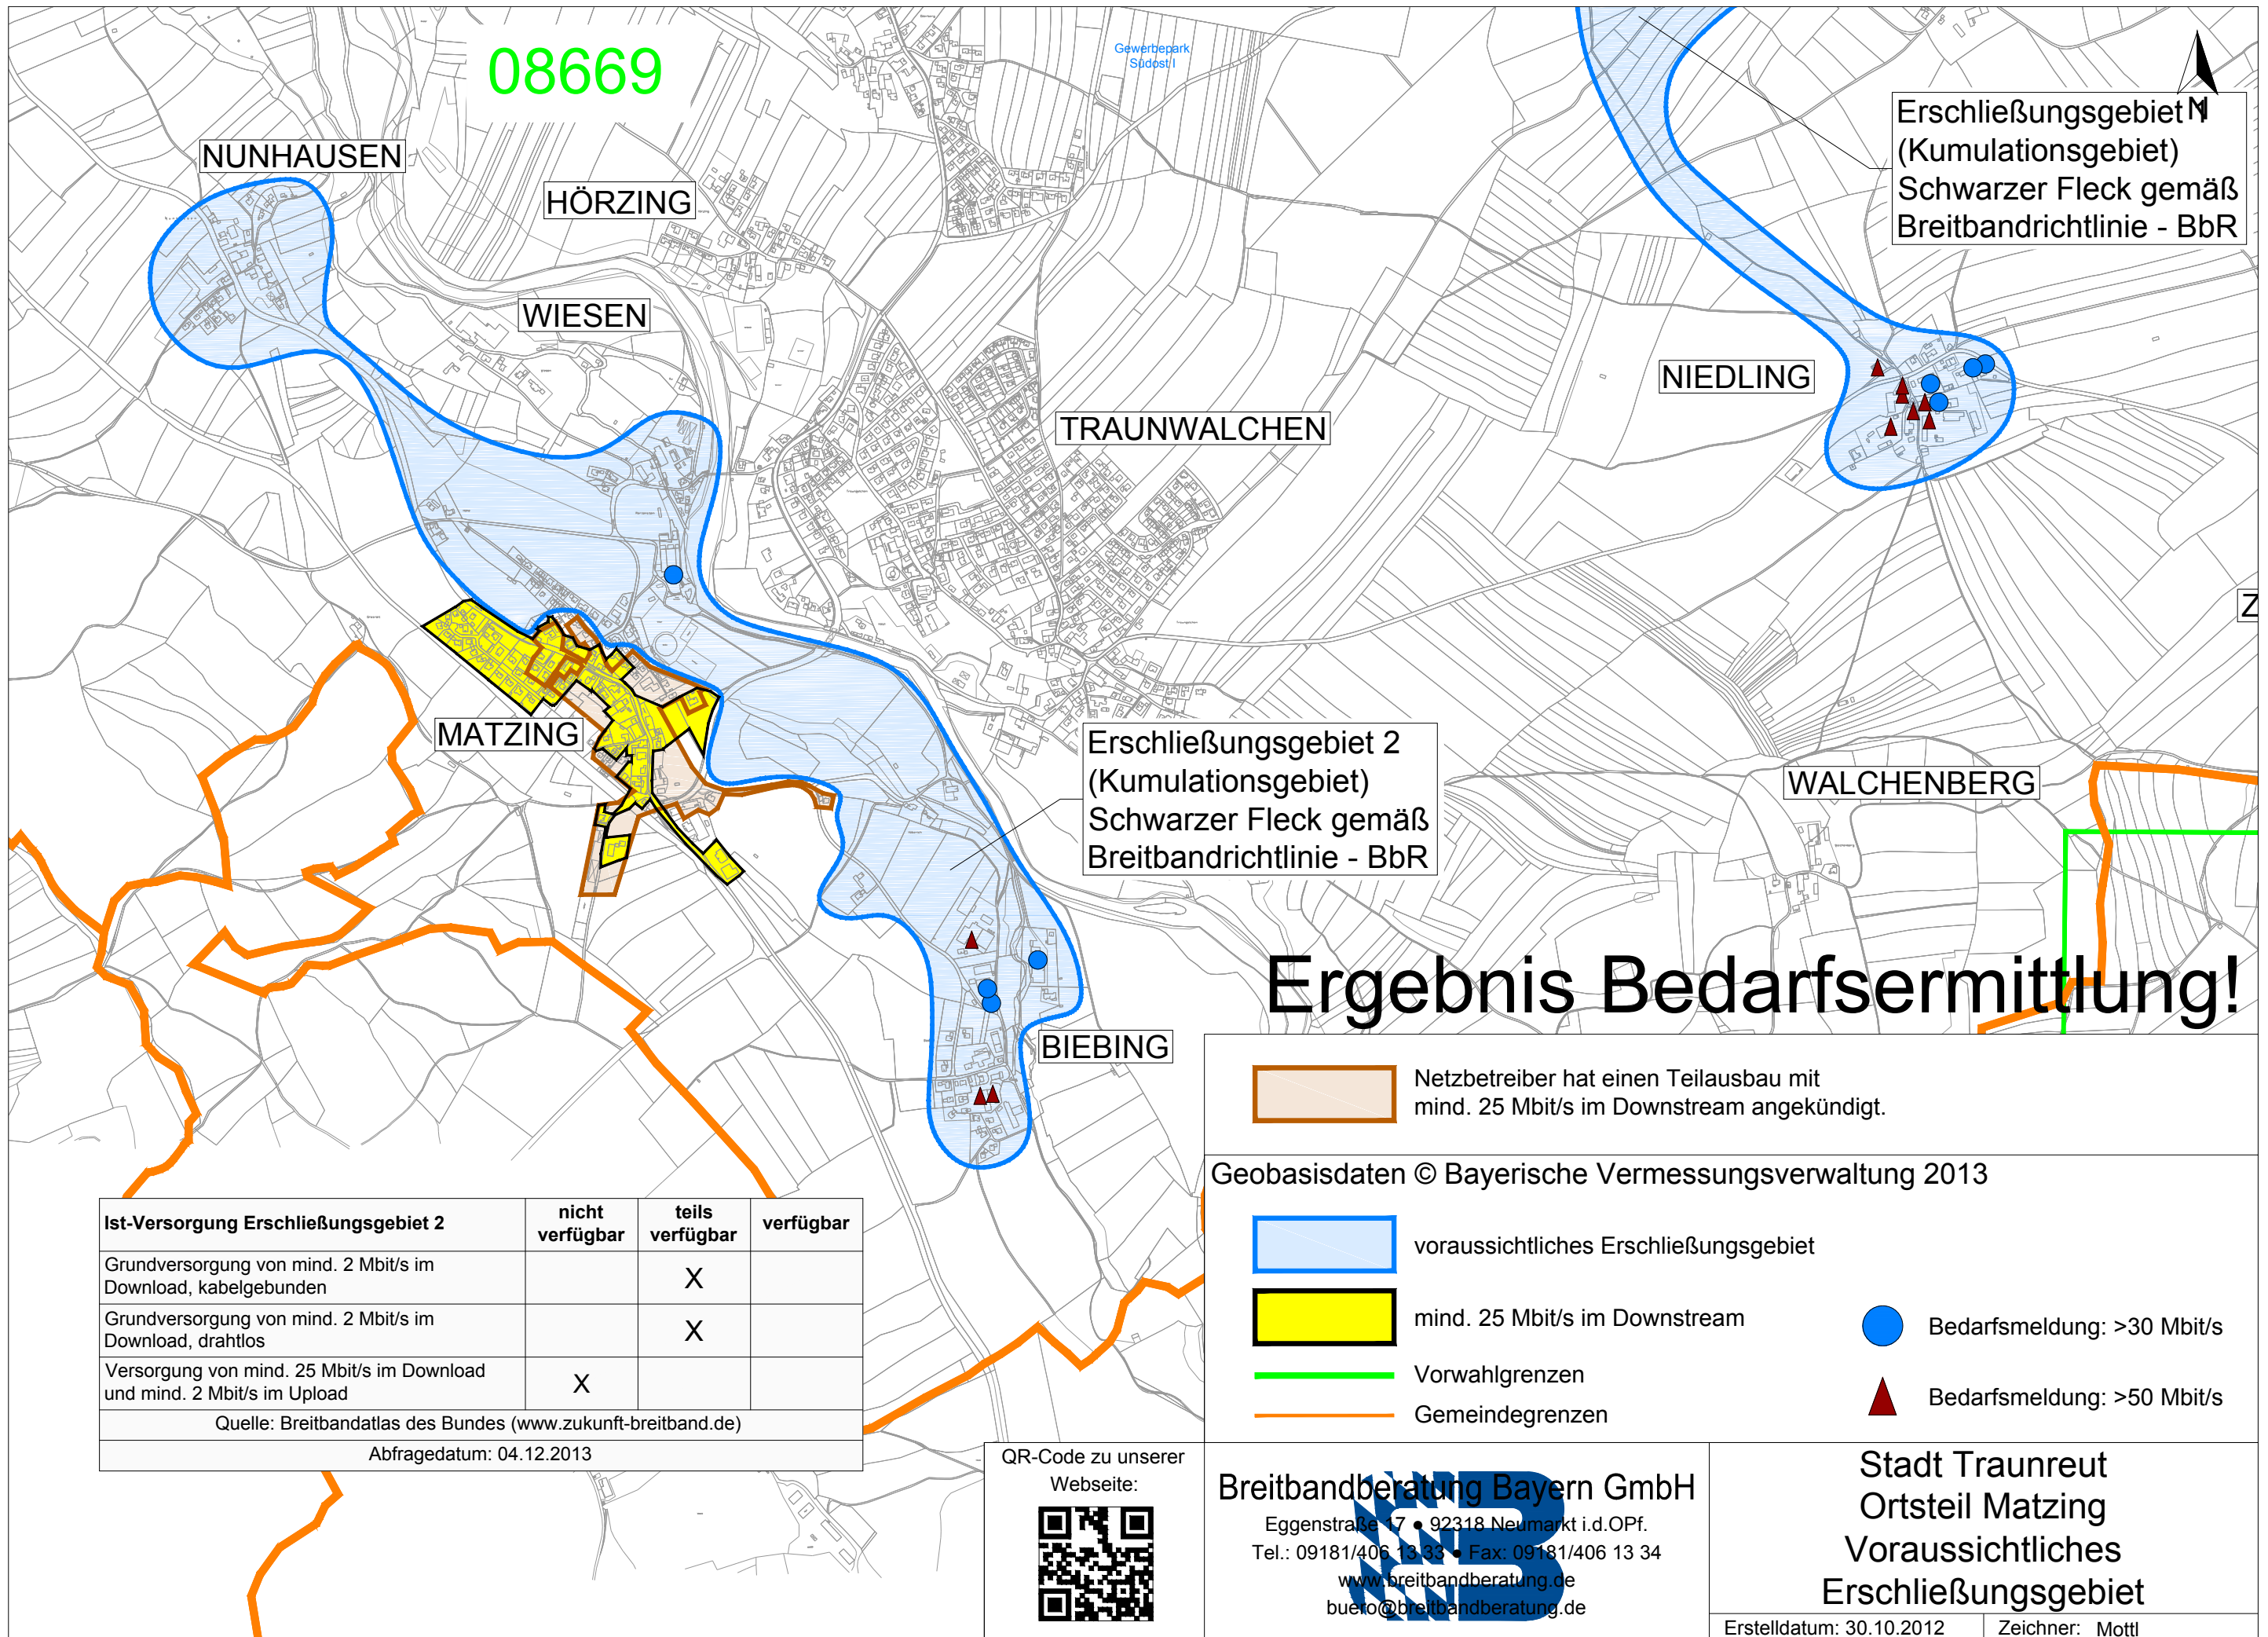 08669
Gewerbepark
Südost I
NUNHAUSEN
HÖRZING
WIESEN
Erschließungsgebiet 1
(Kumulationsgebiet)
Schwarzer Fleck gemäß
Breitbandrichtlinie - BbR
N
NIEDLING
TRAUNWALCHEN
Z
MATZING
Erschließungsgebiet 2
(Kumulationsgebiet)
Schwarzer Fleck gemäß
Breitbandrichtlinie - BbR
WALCHENBERG
BIEBING
Ergebnis Bedarfsermittlung!
Netzbetreiber hat einen Teilausbau mit
mind. 25 Mbit/s im Downstream angekündigt.
Geobasisdaten © Bayerische Vermessungsverwaltung 2013
voraussichtliches Erschließungsgebiet
mind. 25 Mbit/s im Downstream
Vorwahlgrenzen
Gemeindegrenzen
Bedarfsmeldung: >30 Mbit/s
Bedarfsmeldung: >50 Mbit/s
Ist-Versorgung Erschließungsgebiet 2 nicht verfügbar teils verfügbar verfügbar
Grundversorgung von mind. 2 Mbit/s im
Download, kabelgebunden X
Grundversorgung von mind. 2 Mbit/s im
Download, drahtlos X
Versorgung von mind. 25 Mbit/s im Download
und mind. 2 Mbit/s im Upload X
Quelle: Breitbandatlas des Bundes (www.zukunft-breitband.de)
Abfragedatum: 04.12.2013
QR-Code zu unserer
Webseite:
Breitbandberatung Bayern GmbH
Eggenstraße 17 ● 92318 Neumarkt i.d.OPf.
Tel.: 09181/406 13 33 ● Fax: 09181/406 13 34
www.breitbandberatung.de
buero@breitbandberatung.de
Stadt Traunreut
Ortsteil Matzing
Voraussichtliches
Erschließungsgebiet
Erstelldatum: 30.10.2012 Zeichner: Mottl